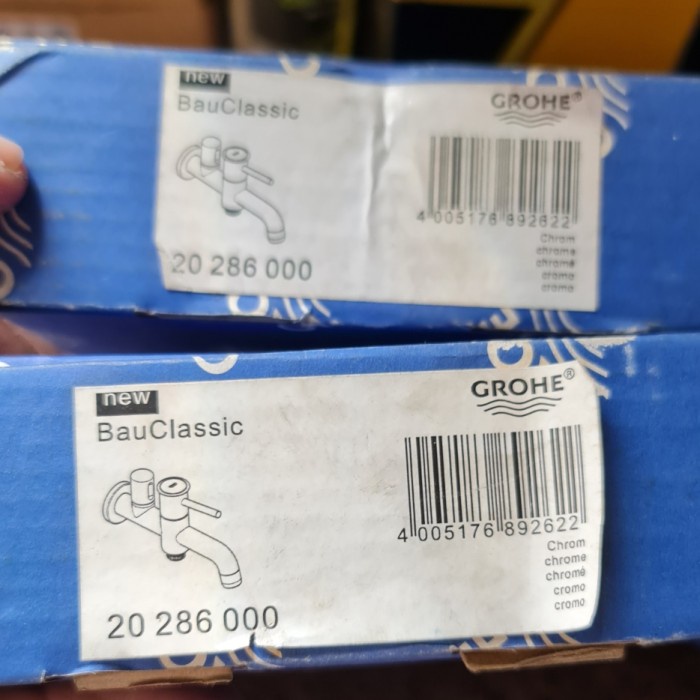 new
BauClassic
GROHE®
4 005176 892622
Chrom
chrome
chromé
cromo
cromo
20 286 000
new
BauClassic
GROHE®
4 005176 892622
Chrom
chrome
chromé
cromo
cromo
20 286 000